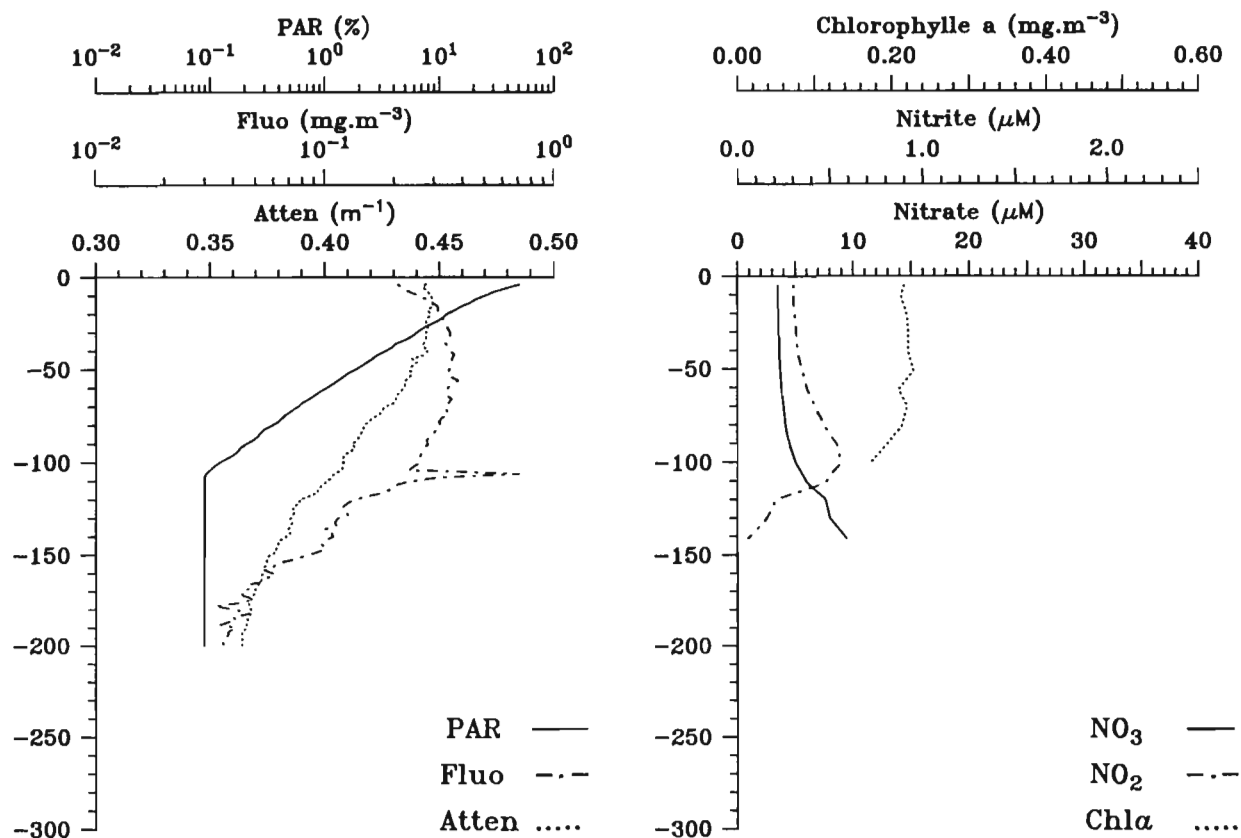 PAR (%)
10⁻² 10⁻¹ 10⁰ 10¹ 10²
Fluo (mg.m⁻³)
10⁻² 10⁻¹ 10⁰
Atten (m⁻¹)
0.30 0.35 0.40 0.45 0.50
0
-50
-100
-150
-200
-250
-300
PAR
Fluo
Atten
Chlorophylle a (mg.m⁻³)
0.00 0.20 0.40 0.60
Nitrite (μM)
0.0 1.0 2.0
Nitrate (μM)
0 10 20 30 40
0
-50
-100
-150
-200
-250
-300
NO₃
NO₂
Chla